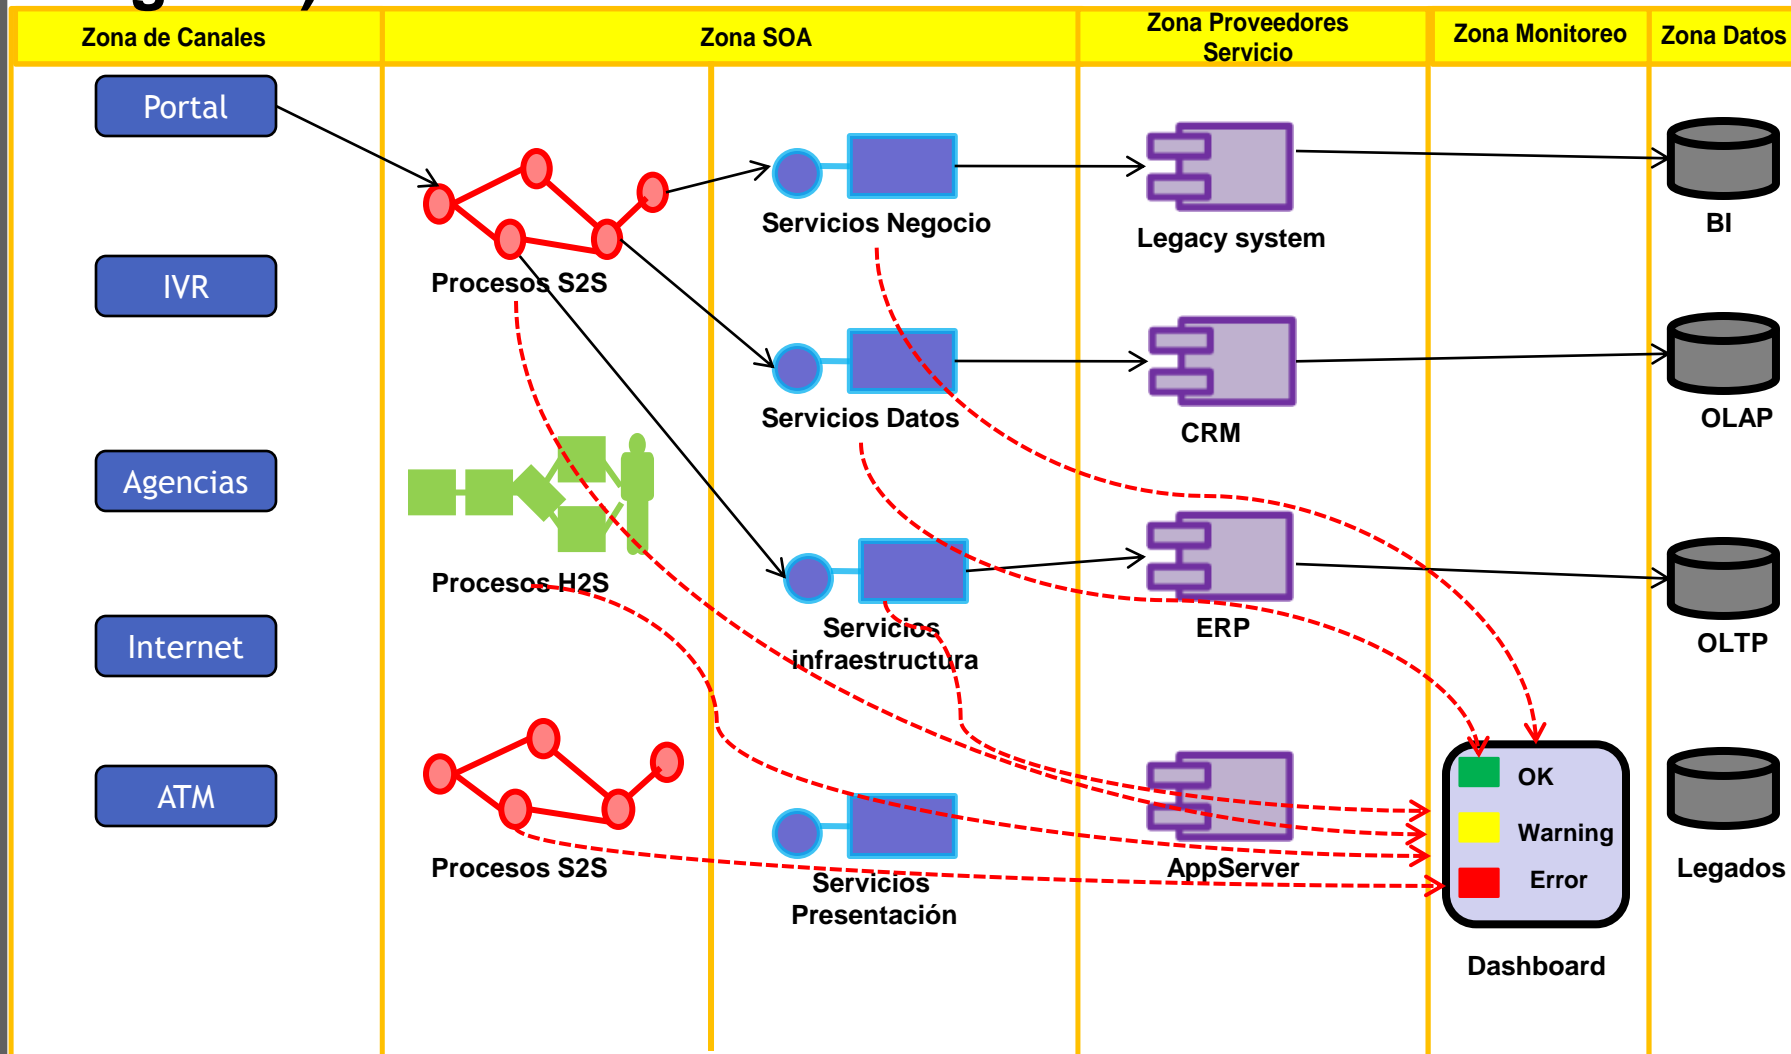 Zona de Canales
Zona SOA
Zona Proveedores
Servicio
Zona Monitoreo
Zona Datos
Portal
IVR
Agencias
Internet
ATM
Procesos S2S
Procesos H2S
Procesos S2S
Servicios Negocio
Servicios Datos
Servicios
infraestructura
Servicios
Presentación
Legacy system
CRM
ERP
AppServer
OK
Warning
Error
Dashboard
BI
OLAP
OLTP
Legados